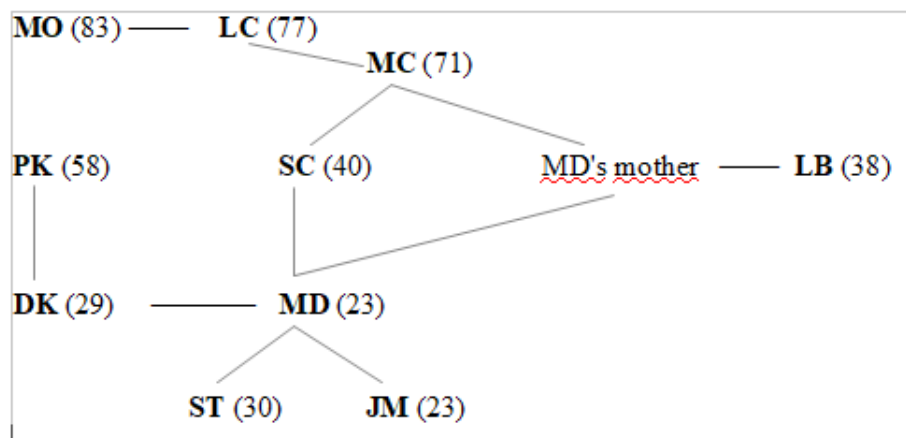 MO (83) LC (77)
MC (71)
PK (58) SC (40) MD's mother LB (38)
DK (29) MD (23)
ST (30) JM (23)